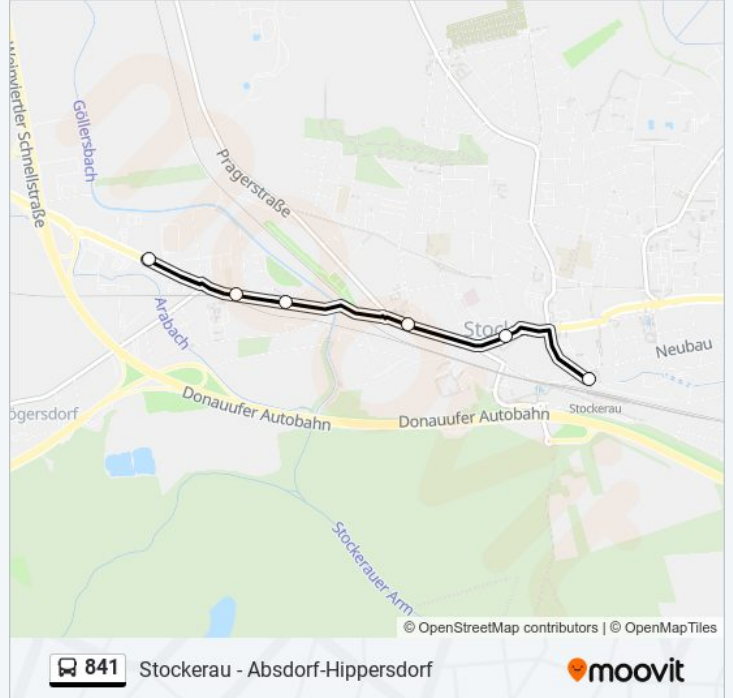 Weinviertler Schnellstraße
Göllersbach
Pragerstraße
Arabach
Stock
Neubau
ögersdorf
Donauufer Autobahn
Donauufer Autobahn
Stockerau
Stockerauer Arm
© OpenStreetMap contributors | © OpenMapTiles
841 Stockerau - Absdorf-Hippersdorf
moovit